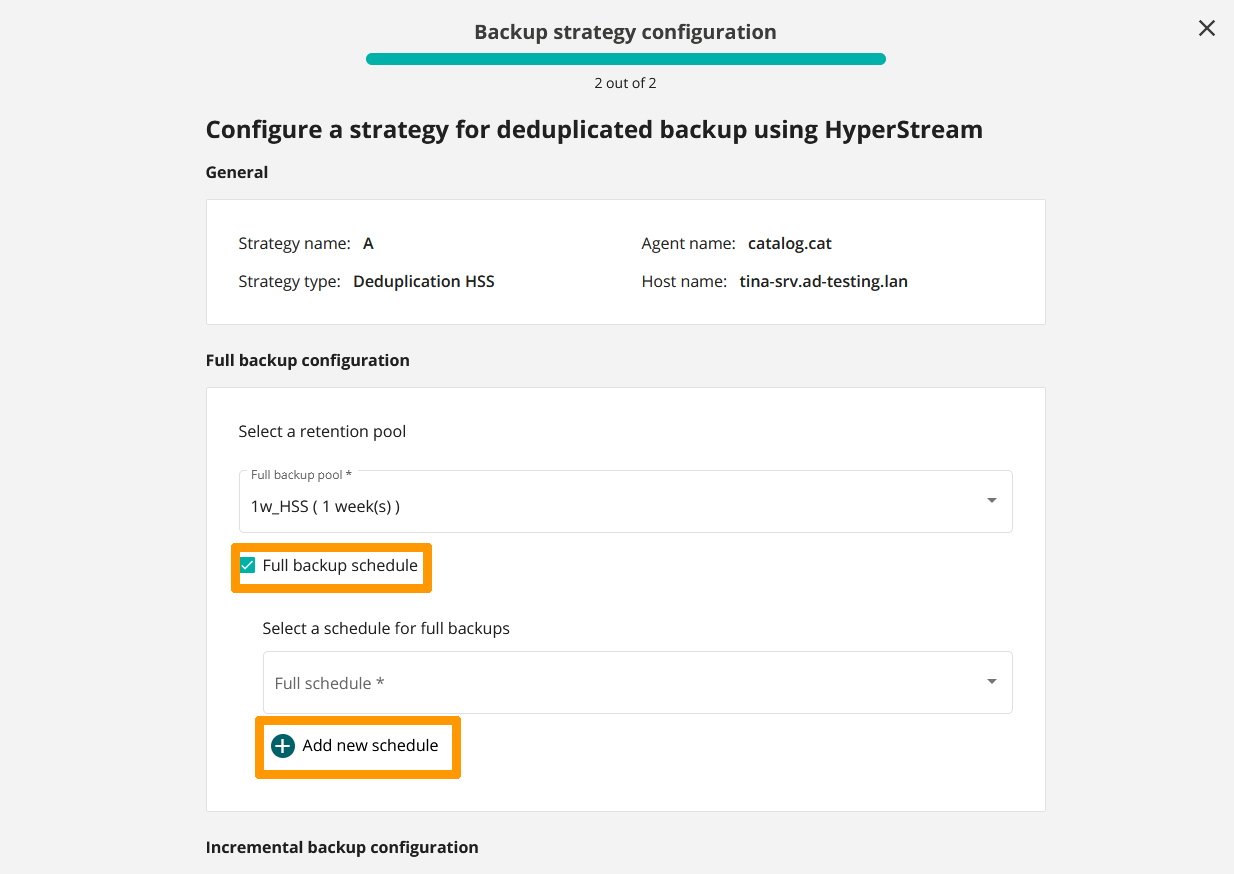 Backup strategy configuration
2 out of 2
Configure a strategy for deduplicated backup using HyperStream
General
Strategy name: A
Agent name: catalog.cat
Strategy type: Deduplication HSS
Host name: tina-srv.ad-testing.lan
Full backup configuration
Select a retention pool
Full backup pool *
1w_HSS ( 1 week(s) )
Full backup schedule
Select a schedule for full backups
Full schedule *
Add new schedule
Incremental backup configuration